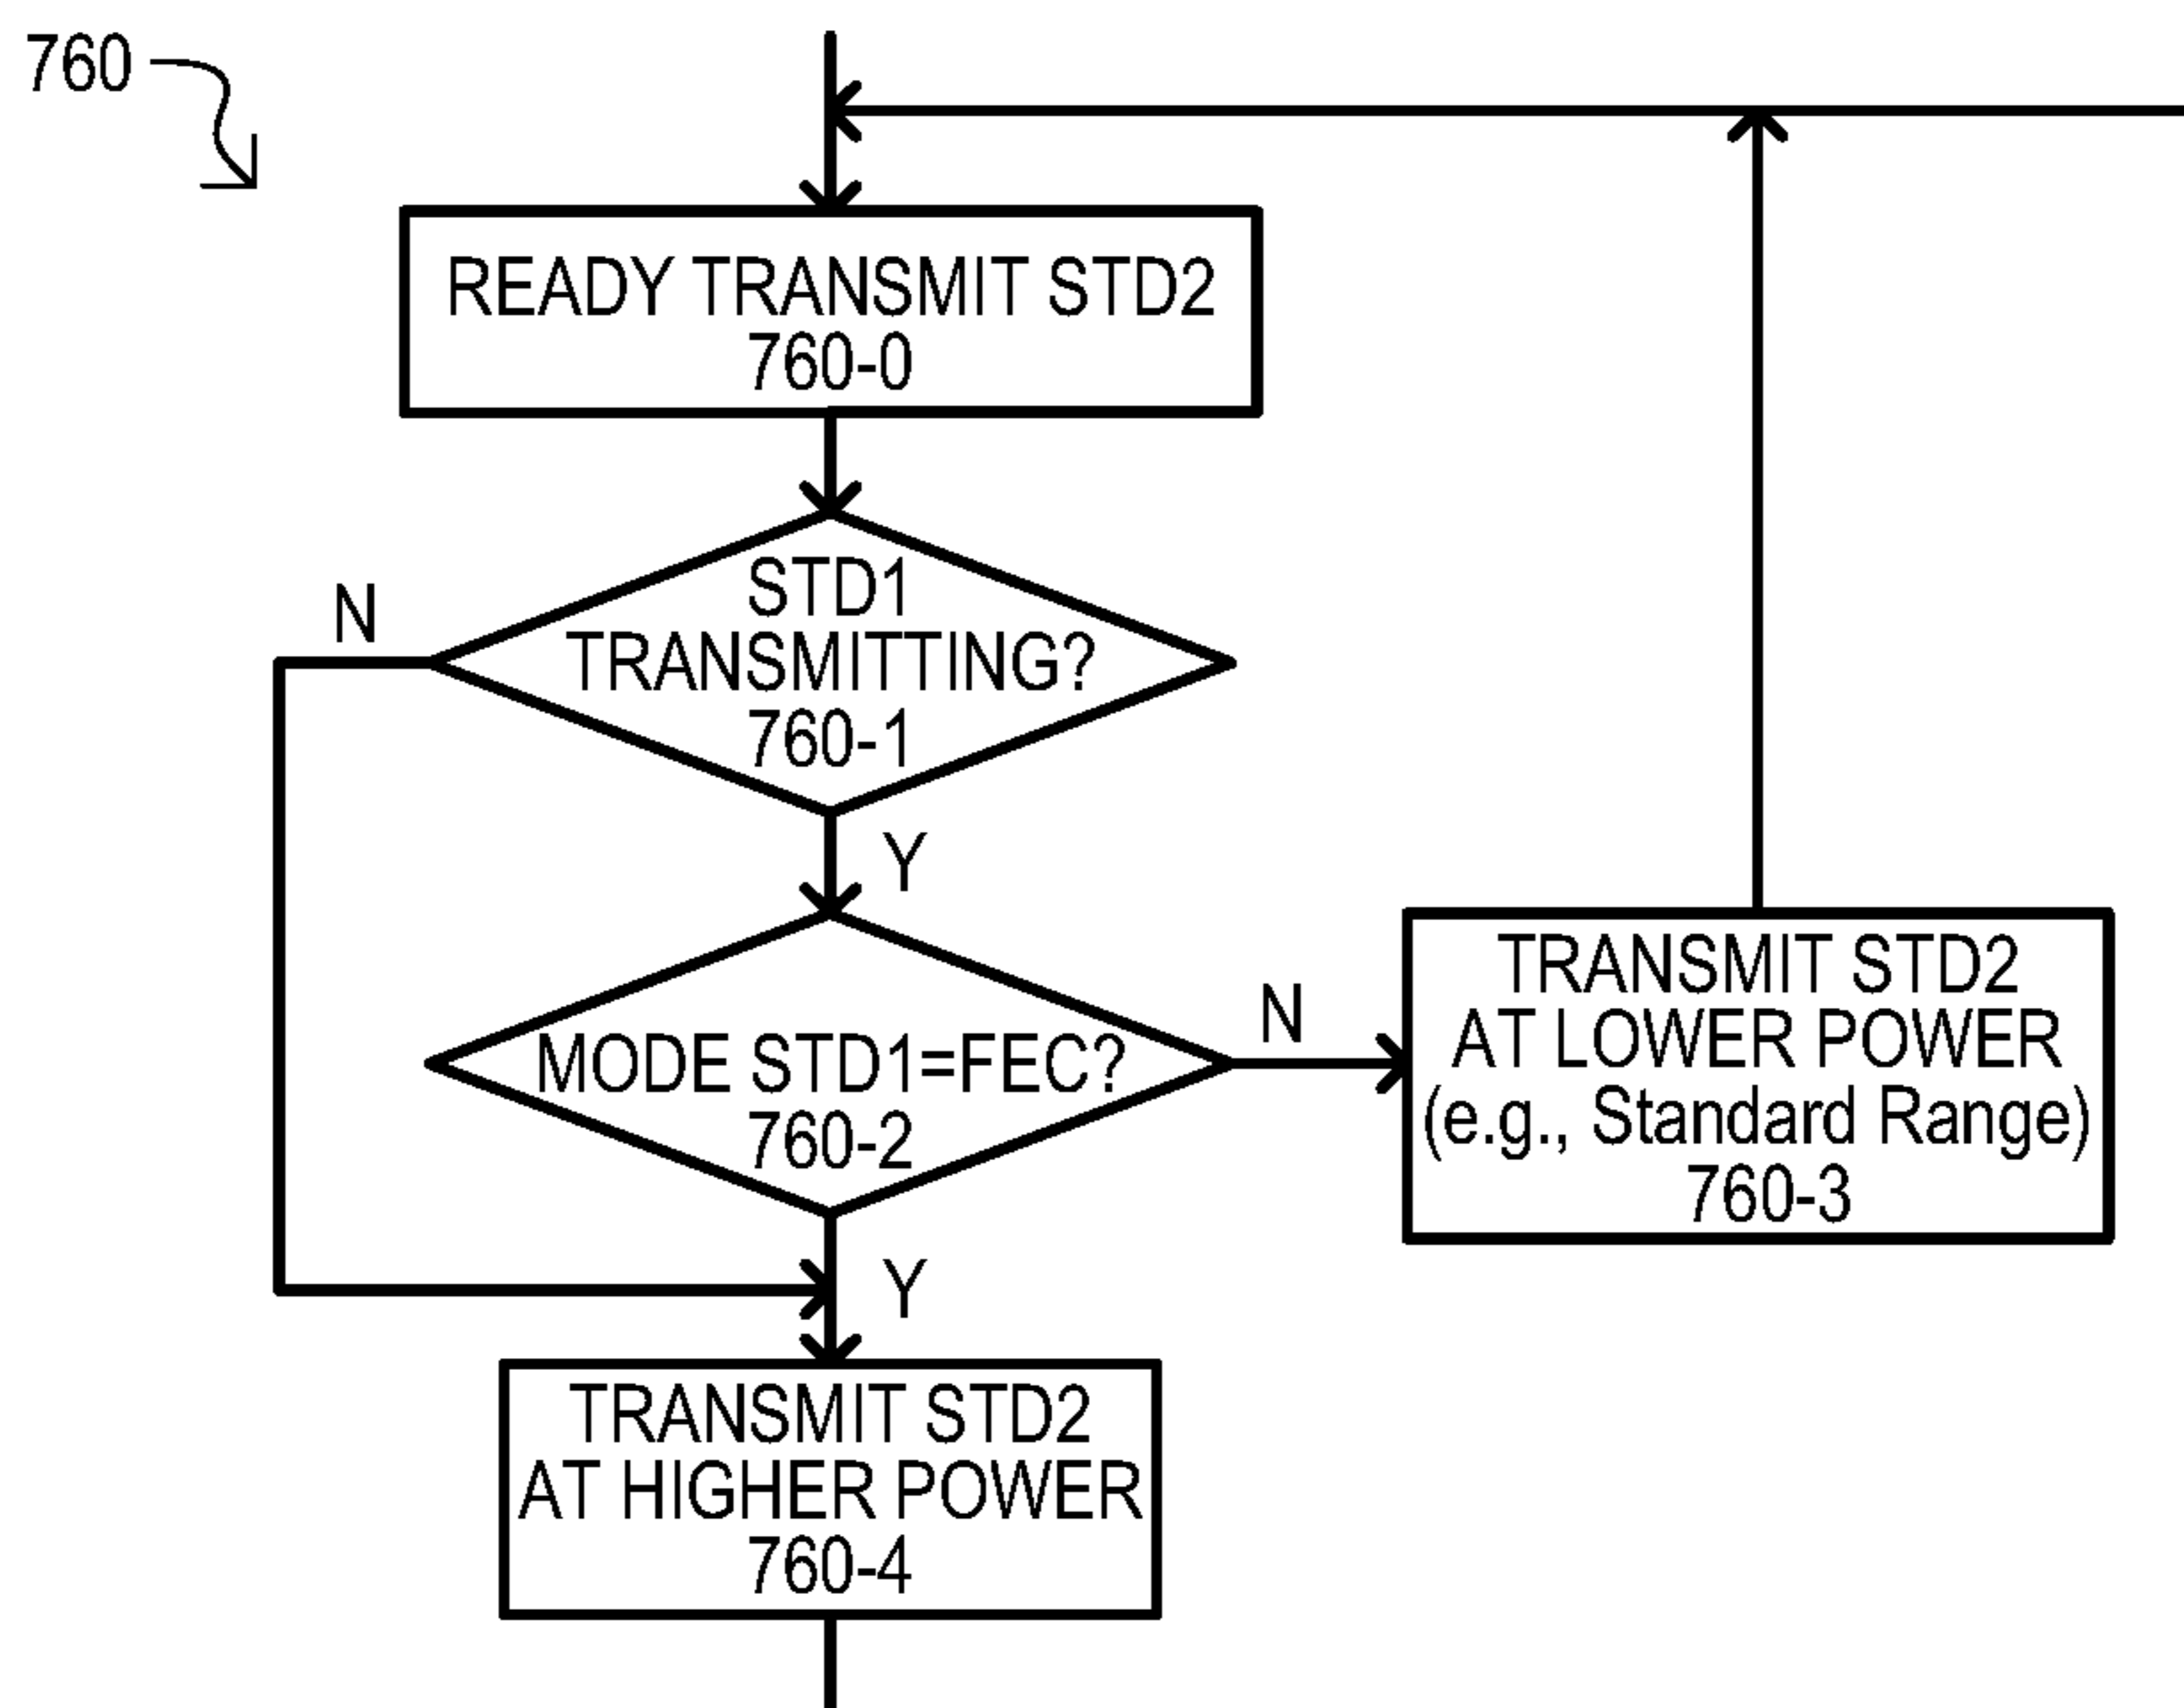 760
READY TRANSMIT STD2
760-0
STD1
TRANSMITTING?
760-1
N
Y
MODE STD1=FEC?
760-2
N
TRANSMIT STD2
AT LOWER POWER
(e.g., Standard Range)
760-3
Y
TRANSMIT STD2
AT HIGHER POWER
760-4